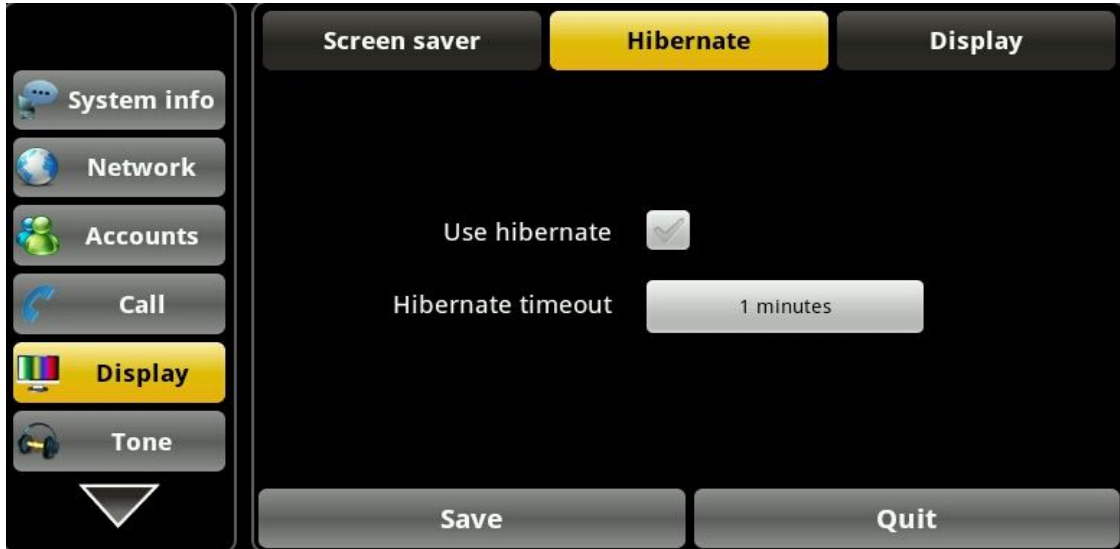 Screen saver
Hibernate
Display
System info
Network
Accounts
Call
Display
Tone
Use hibernate
Hibernate timeout
1 minutes
Save
Quit